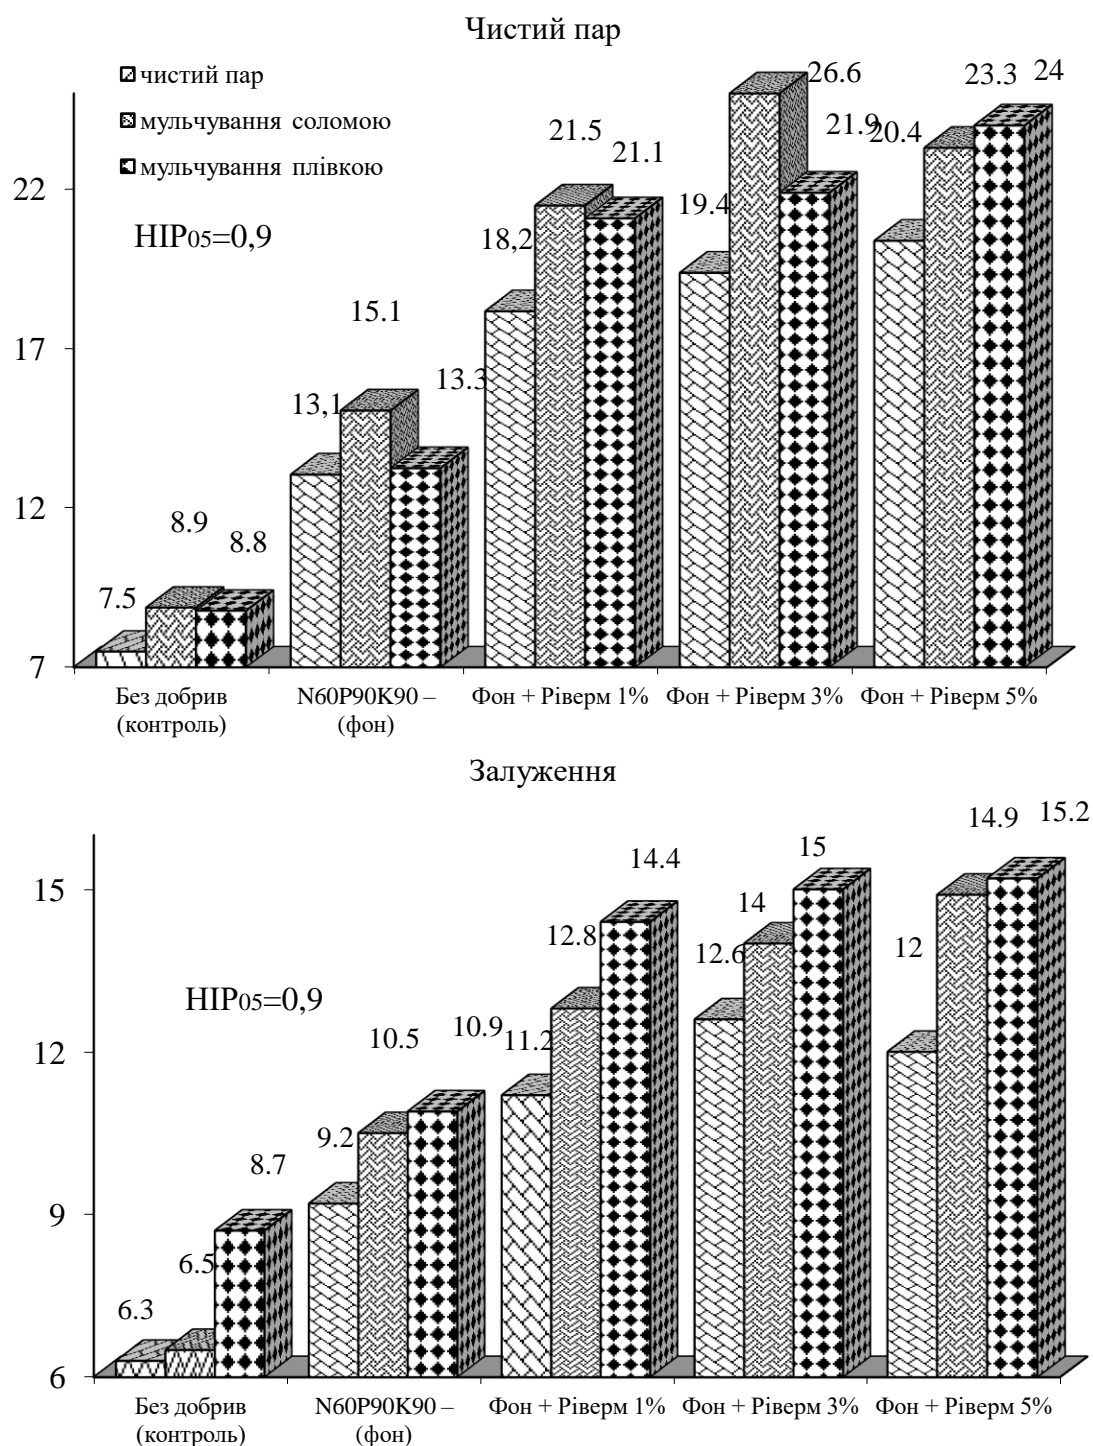 Чистий пар
чистий пар
мульчування соломою
мульчування плівкою
НІР05=0,9
22
17
12
7
7.5
8.9
8.8
13,1
15.1
13.3
18,2
21.5
21.1
19.4
26.6
21.9
20.4
23.3
24
Без добрив
(контроль)
N60P90K90 –
(фон)
Фон + Ріверм 1%
Фон + Ріверм 3%
Фон + Ріверм 5%
Залуження
НІР05=0,9
15
12
9
6
6.3
6.5
8.7
9.2
10.5
10.9
11.2
12.8
14.4
12.6
14
15
12
14.9
15.2
Без добрив
(контроль)
N60P90K90 –
(фон)
Фон + Ріверм 1%
Фон + Ріверм 3%
Фон + Ріверм 5%